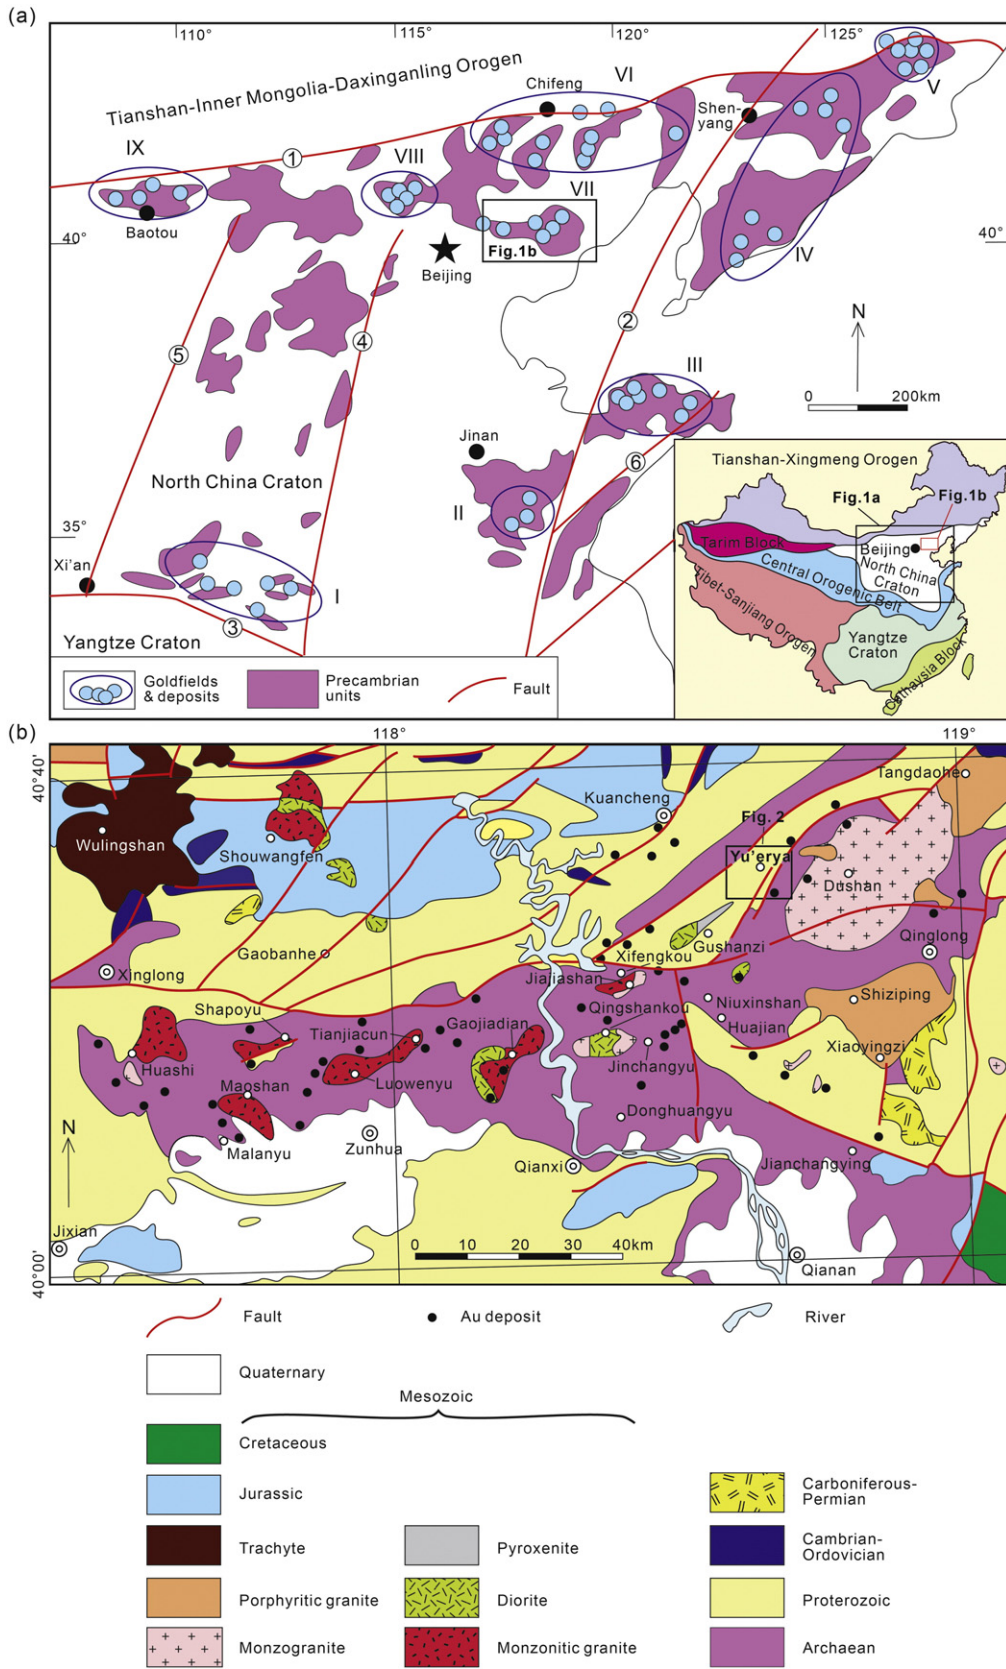 (a)
110°
115°
120°
125°
Tianshan-Inner Mongolia-Daxinganling Orogen
Chifeng
VI
Shen-
yang
V
IX
1
VIII
VII
Baotou
40°
Fig.1b
Beijing
40°
IV
2
N
5
4
III
0
200km
Jinan
6
North China Craton
II
35°
Xi'an
I
3
Yangtze Craton
Goldfields
& deposits
Precambrian
units
Fault
Tianshan-Xingmeng Orogen
Fig.1a
Fig.1b
Tarim Block
Beijing
North China
Craton
Central Orogenic Belt
Tibet-Sanjiang Orogen
Yangtze
Craton
Cathaysia Block
(b)
118°
119°
40°40'
Tangdaohe
Kuancheng
Fig. 2
Wulingshan
Shouwangfen
Yu'erya
Dushan
Gaobanhe
Gushanzi
Qinglong
Xifengkou
Xinglong
Jiajiashan
Shapoyu
Qingshankou
Niuxinshan
Shiziping
Tianjiacun
Gaojiadian
Huajian
Xiaoyingzi
Huashi
Luowenyu
Jinchangyu
Maoshan
Donghuangyu
N
Malanyu
Zunhua
Qianxi
Jianchangying
Jixian
0 10 20 30 40km
Qianan
40°00'
Fault
Au deposit
River
Quaternary
Mesozoic
Cretaceous
Jurassic
Carboniferous-
Permian
Trachyte
Pyroxenite
Cambrian-
Ordovician
Porphyritic granite
Diorite
Proterozoic
Monzogranite
Monzonitic granite
Archaean